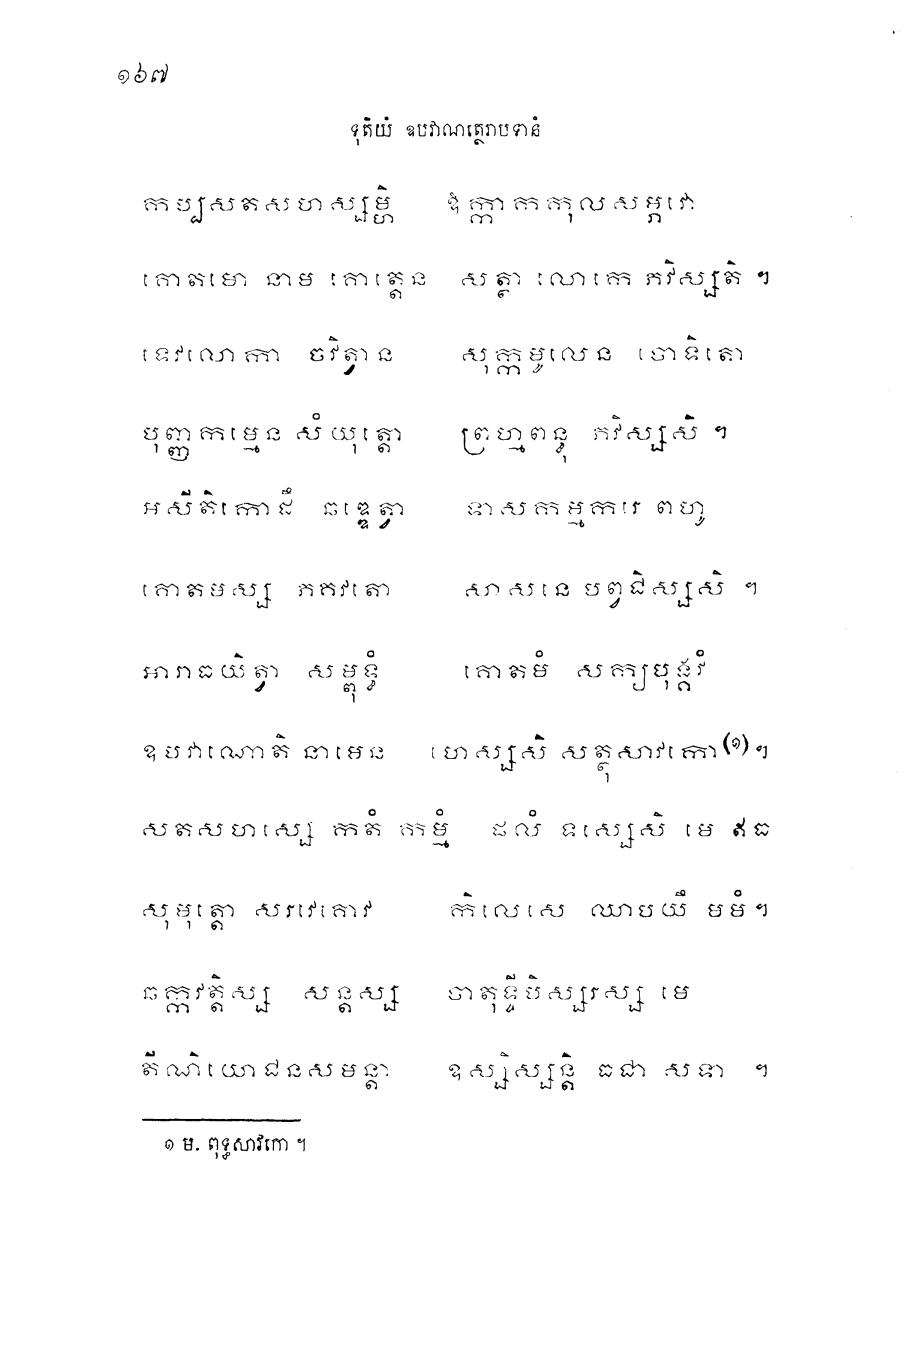 ១៦៧
ទុតិយំ ឧបវាណត្ថេរាបទានំ
កប្បសតសហស្សម្ហិ ឱក្កាកកុលសម្ភវោ
គោតមោ នាម គោត្តេន សត្ថា លោកេ ភវិស្សតិ ។
ទេវលោកា ចវិត្វាន សុក្កមូលេន ចោទិតោ
បុញ្ញកម្មេន សំយុត្តោ ព្រហ្មពន្ធុ ភវិស្សសិ ។
អសីតិកោដឹ ឆឌ្ឌេត្វា ទាសកម្មករេ ពហូ
គោតមស្ស ភគវតោ សាសនេ បព្វជិស្សសិ ។
អារាធយិត្វា សម្ពុទ្ធំ គោតមំ សក្យបុង្គវំ
ឧបវាណោតិ នាមេន ហេស្សសិ សត្ថុសាវកោ(១) ។
សតសហស្សេ កតំ កម្មំ ផលំ ទស្សេសិ មេ ឥធ
សុមុត្តោ សរវេគោវ កិលេសេ ឈាបយឹ មមំ។
ចក្កវត្តិស្ស សន្តស្ស ចាតុទ្ទីបិស្សរស្ស មេ
តីណិយោជនសមន្តា ឧស្សិស្សន្តិ ធជា សទា ។
១ ម. ពុទ្ធសាវកោ ។